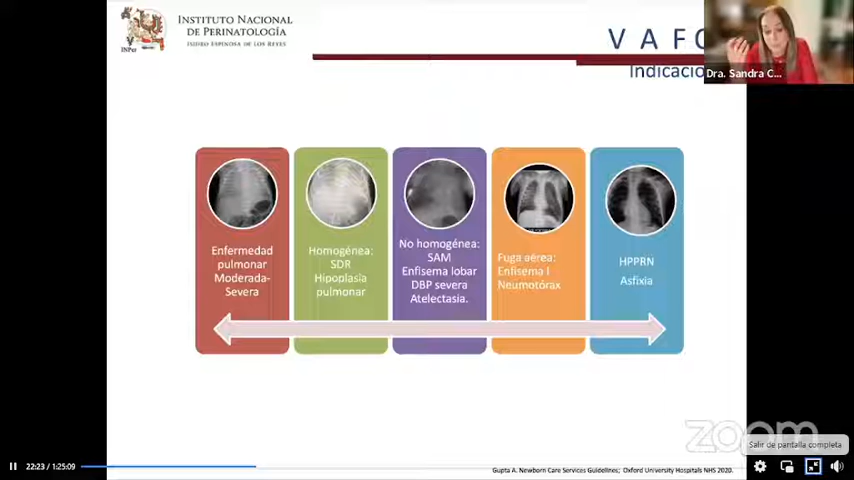 INSTITUTO NACIONAL
DE PERINATOLOGÍA
ISIDRO ESPINOSA DE LOS REYES
INPer
V A F
Indicacio
Dra. Sandra C...
Enfermedad
pulmonar
Moderada-
Severa
Homogénea:
SDR
Hipoplasia
pulmonar
No homogénea:
SAM
Enfisema lobar
DBP severa
Atelectasia.
Fuga aérea:
Enfisema I
Neumotórax
HPPRN
Asfixia
zoom
Salir de pantalla completa
22:23 / 1:25:09
Gupta A. Newborn Care Services Guidelines; Oxford University Hospitals NHS 2020.